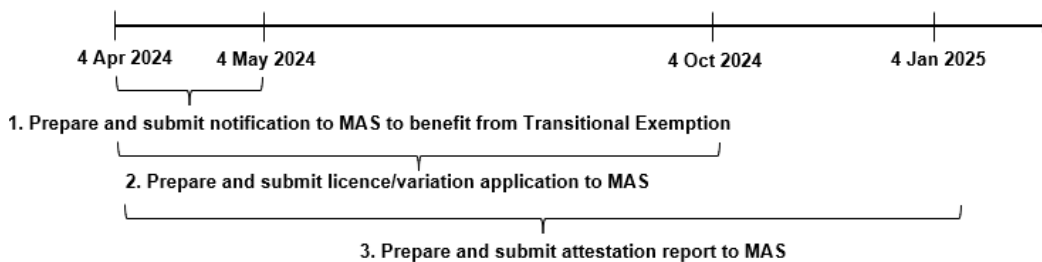 4 Apr 2024 4 May 2024 4 Oct 2024 4 Jan 2025
1. Prepare and submit notification to MAS to benefit from Transitional Exemption
2. Prepare and submit licence/variation application to MAS
3. Prepare and submit attestation report to MAS